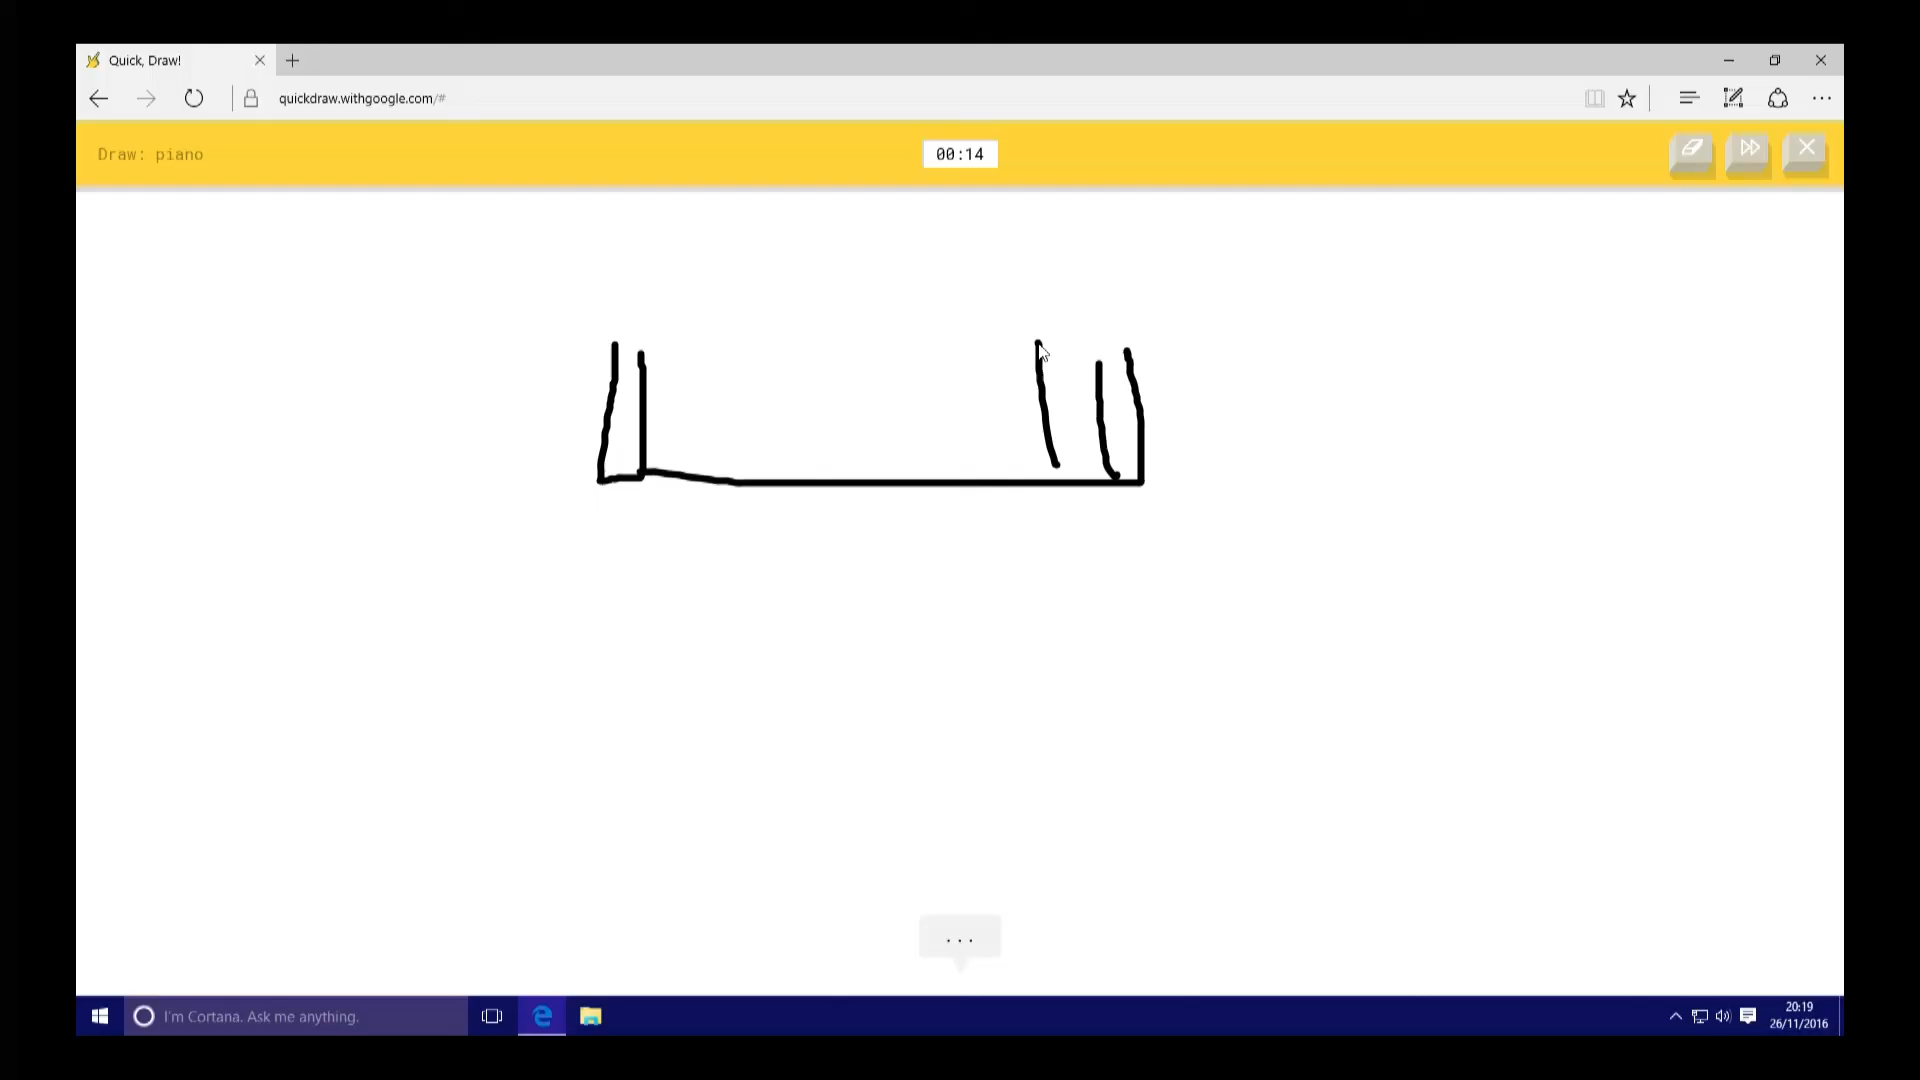 Quick, Draw!
quickdraw.withgoogle.com/#
Draw: piano
00:14
...
I'm Cortana. Ask me anything.
20:19
26/11/2016